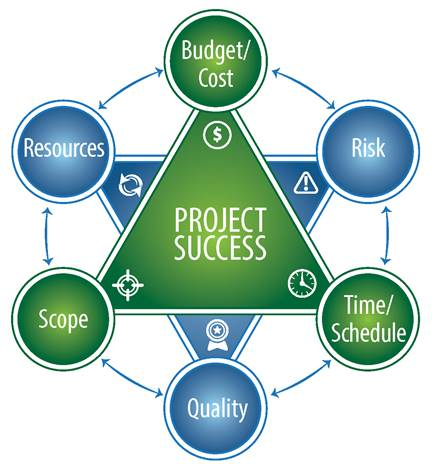 Budget/
Cost
Resources
Risk
$
PROJECT
SUCCESS
Scope
Time/
Schedule
Quality